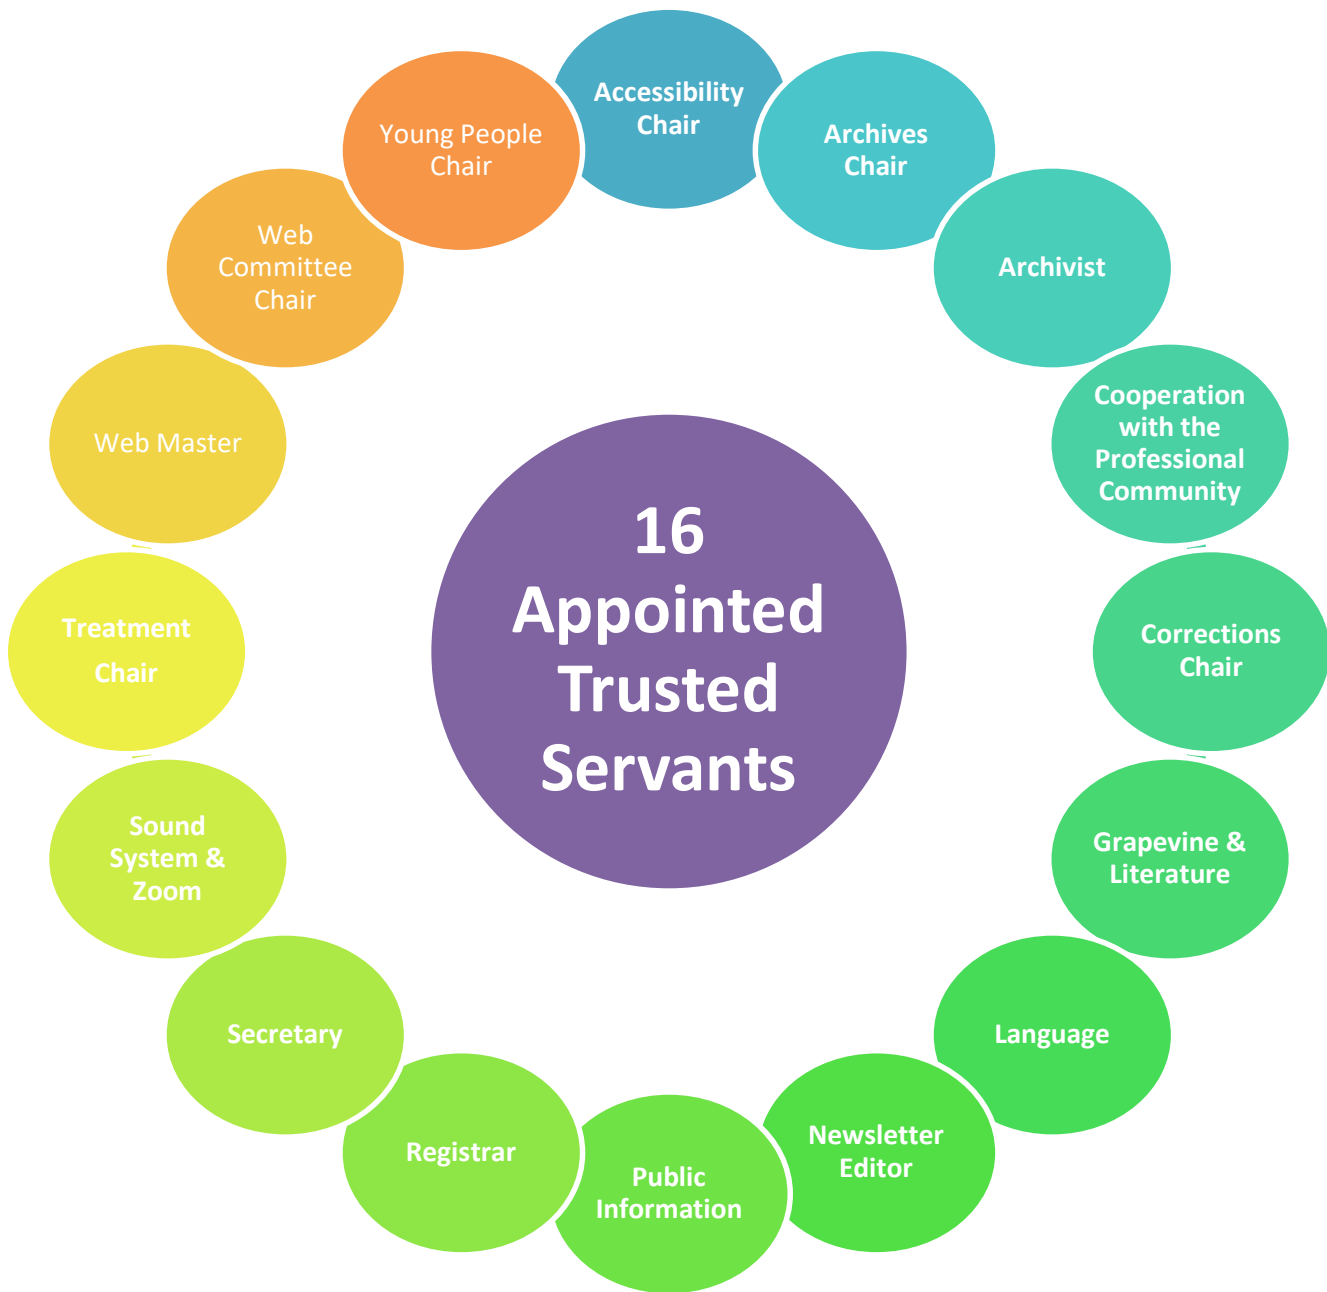 Accessibility
Chair
Archives
Chair
Archivist
Cooperation
with the
Professional
Community
Corrections
Chair
Grapevine &
Literature
Language
Newsletter
Editor
Public
Information
Registrar
Secretary
Sound
System &
Zoom
Treatment
Chair
Web Master
Web
Committee
Chair
Young People
Chair
16
Appointed
Trusted
Servants